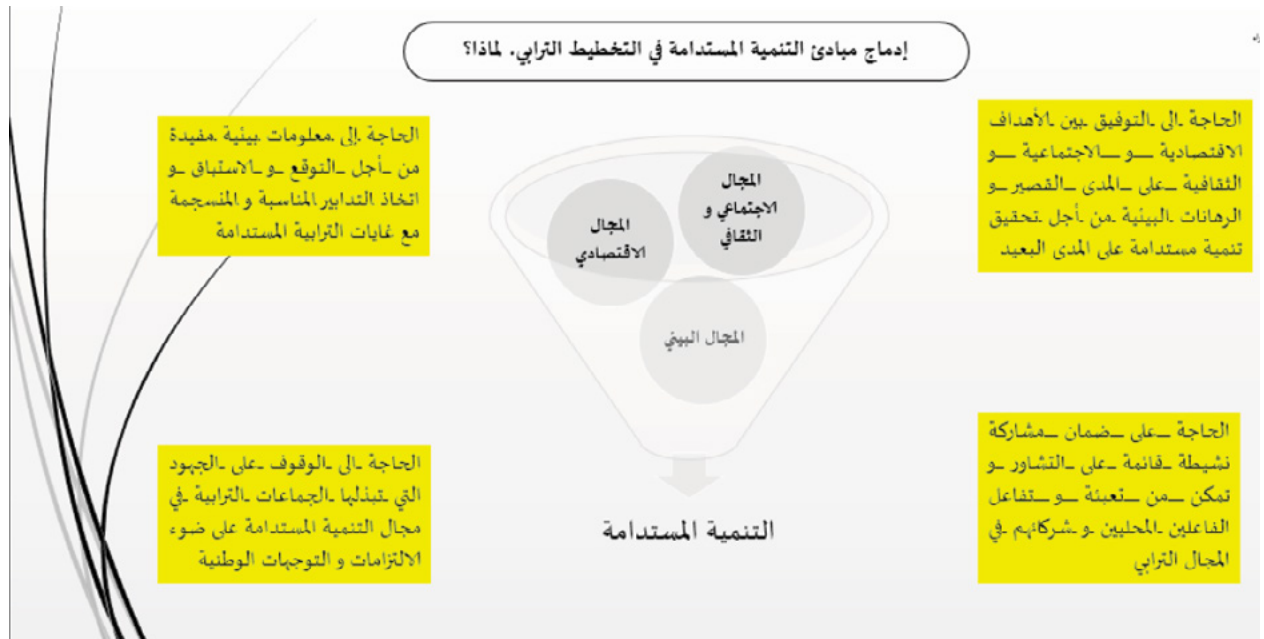 إدماج مبادئ التنمية المستدامة في التخطيط الترابي. لماذا؟
الحاجة الى التوفيق بين الأهداف
الاقتصادية و الاجتماعية و
الثقافية على المدى القصير و
الرهانات البيئية من أجل تحقيق
تنمية مستدامة على المدى البعيد
الحاجة إلى معلومات بيئية مفيدة
من أجل التوقع و الاستباق و
اتخاذ التدابير المناسبة و المنسجمة
مع غايات الترابية المستدامة
المجال
الاجتماعي و
الثقافي
المجال
الاقتصادي
المجال البيئي
الحاجة على ضمان مشاركة
نشيطة قائمة على التشاور و
تمكن من تعبئة و تفاعل
الفاعلين المحليين و شركائهم في
المجال الترابي
الحاجة الى الوقوف على الجهود
التي تبذلها الجماعات الترابية في
مجال التنمية المستدامة على ضوء
الالتزامات و التوجهات الوطنية
التنمية المستدامة